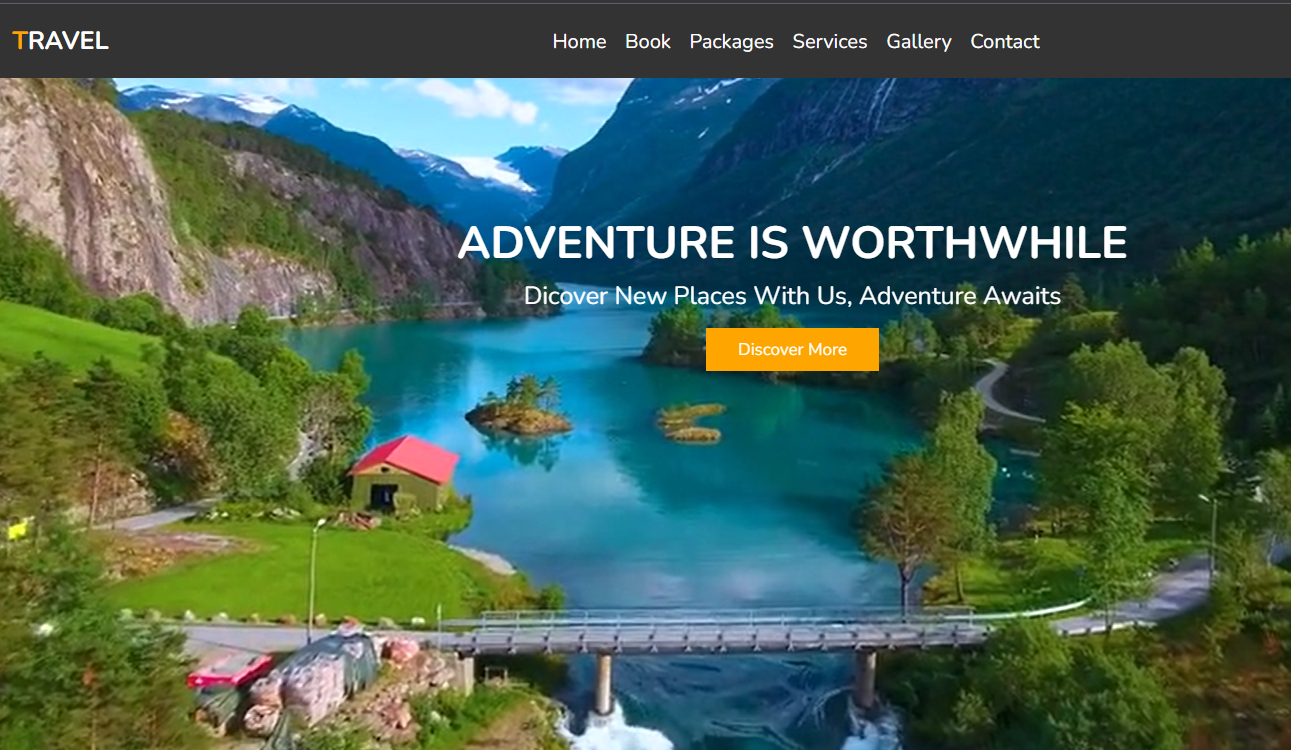 TRAVEL
Home Book Packages Services Gallery Contact
ADVENTURE IS WORTHWHILE
Dicover New Places With Us, Adventure Awaits
Discover More